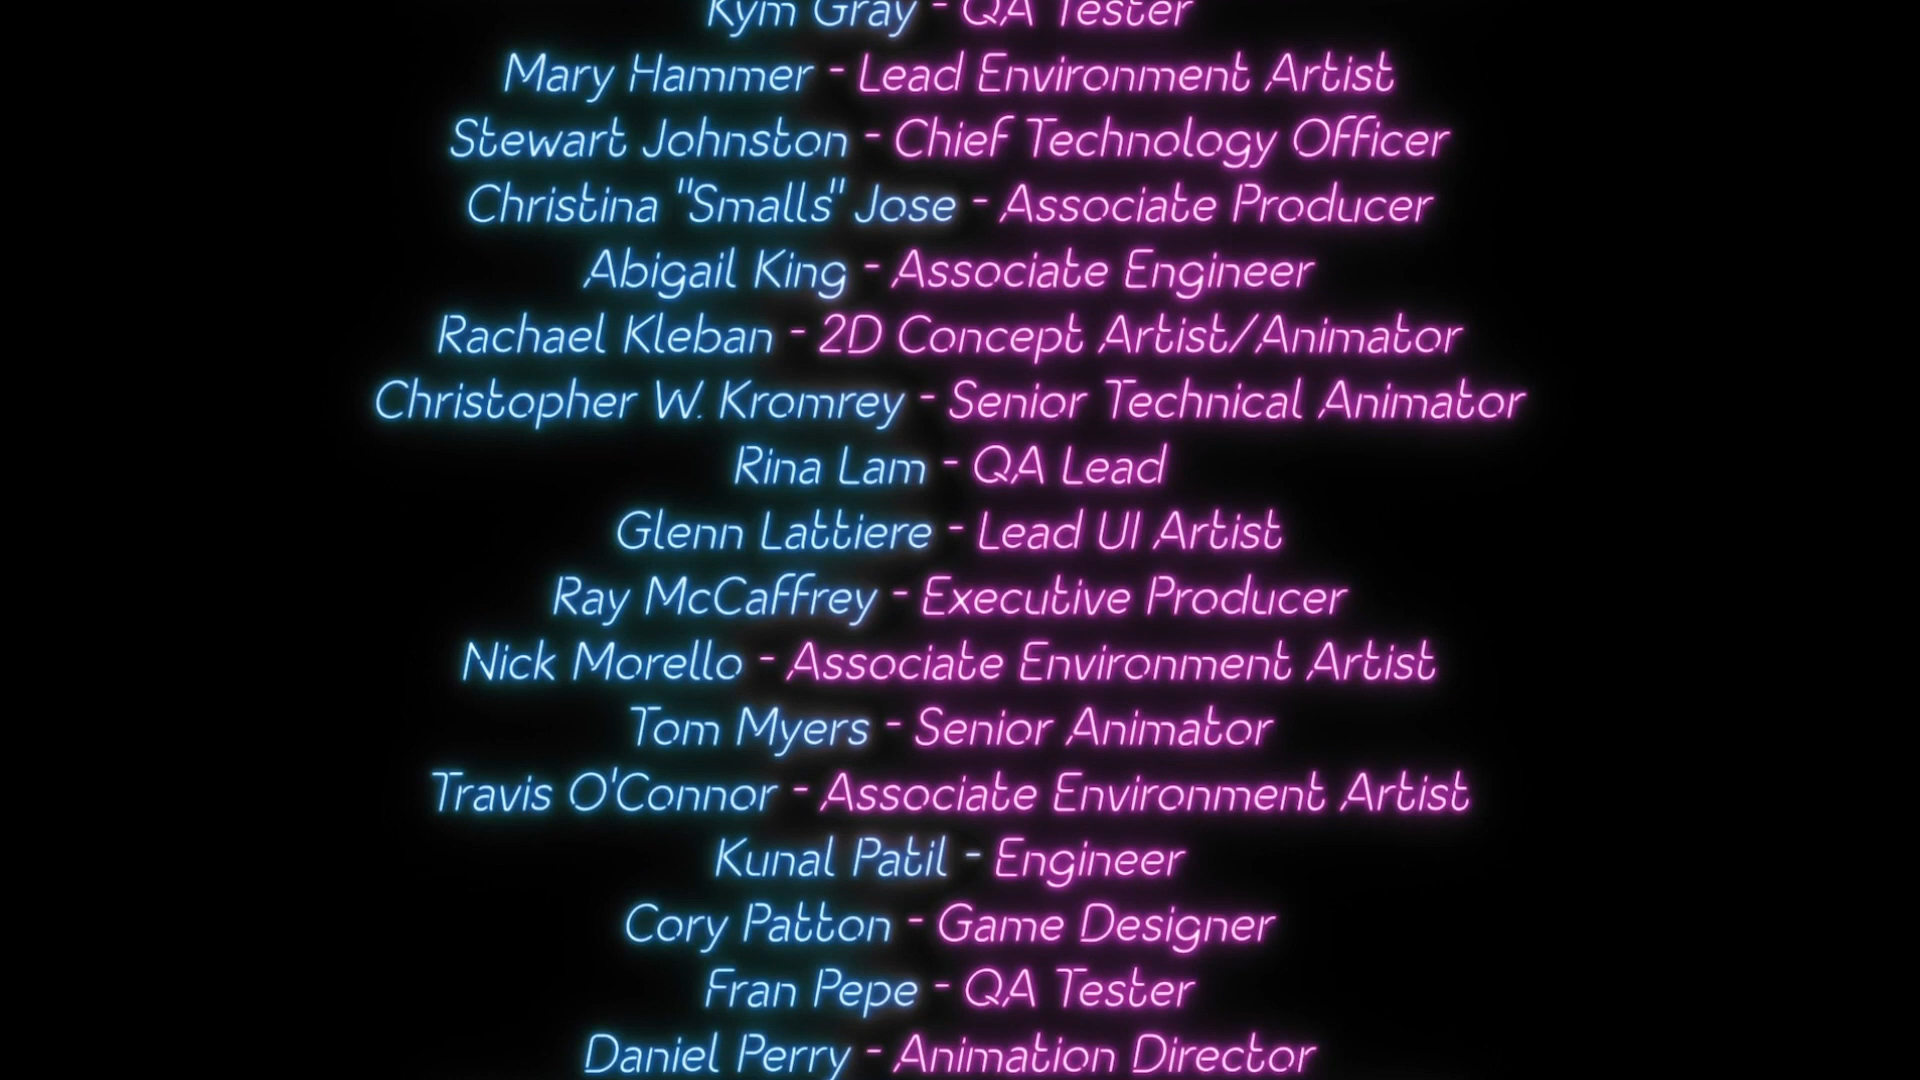 Kym Gray - QA Tester
Mary Hammer - Lead Environment Artist
Stewart Johnston - Chief Technology Officer
Christina "Smalls" Jose - Associate Producer
Abigail King - Associate Engineer
Rachael Kleban - 2D Concept Artist/Animator
Christopher W. Kromrey - Senior Technical Animator
Rina Lam - QA Lead
Glenn Lattiere - Lead UI Artist
Ray McCaffrey - Executive Producer
Nick Morello - Associate Environment Artist
Tom Myers - Senior Animator
Travis O'Connor - Associate Environment Artist
Kunal Patil - Engineer
Cory Patton - Game Designer
Fran Pepe - QA Tester
Daniel Perry - Animation Director